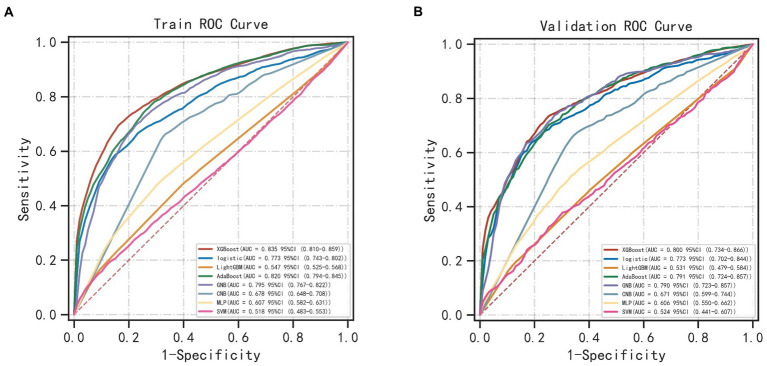 A
Train ROC Curve
Sensitivity
1.0
0.8
0.6
0.4
0.2
0.0
XGBoost(AUC = 0.835 95%CI (0.810-0.859))
logistic(AUC = 0.773 95%CI (0.743-0.802))
LightGBM(AUC = 0.547 95%CI (0.525-0.568))
AdaBoost(AUC = 0.820 95%CI (0.794-0.845))
GNB(AUC = 0.795 95%CI (0.767-0.822))
CNB(AUC = 0.678 95%CI (0.648-0.708))
MLP(AUC = 0.607 95%CI (0.582-0.631))
SVM(AUC = 0.518 95%CI (0.483-0.553))
0.0 0.2 0.4 0.6 0.8 1.0
1-Specificity
B
Validation ROC Curve
Sensitivity
1.0
0.8
0.6
0.4
0.2
0.0
XGBoost(AUC = 0.800 95%CI (0.734-0.866))
logistic(AUC = 0.773 95%CI (0.702-0.844))
LightGBM(AUC = 0.531 95%CI (0.479-0.584))
AdaBoost(AUC = 0.791 95%CI (0.724-0.857))
GNB(AUC = 0.790 95%CI (0.723-0.857))
CNB(AUC = 0.671 95%CI (0.599-0.744))
MLP(AUC = 0.606 95%CI (0.550-0.662))
SVM(AUC = 0.524 95%CI (0.441-0.607))
0.0 0.2 0.4 0.6 0.8 1.0
1-Specificity